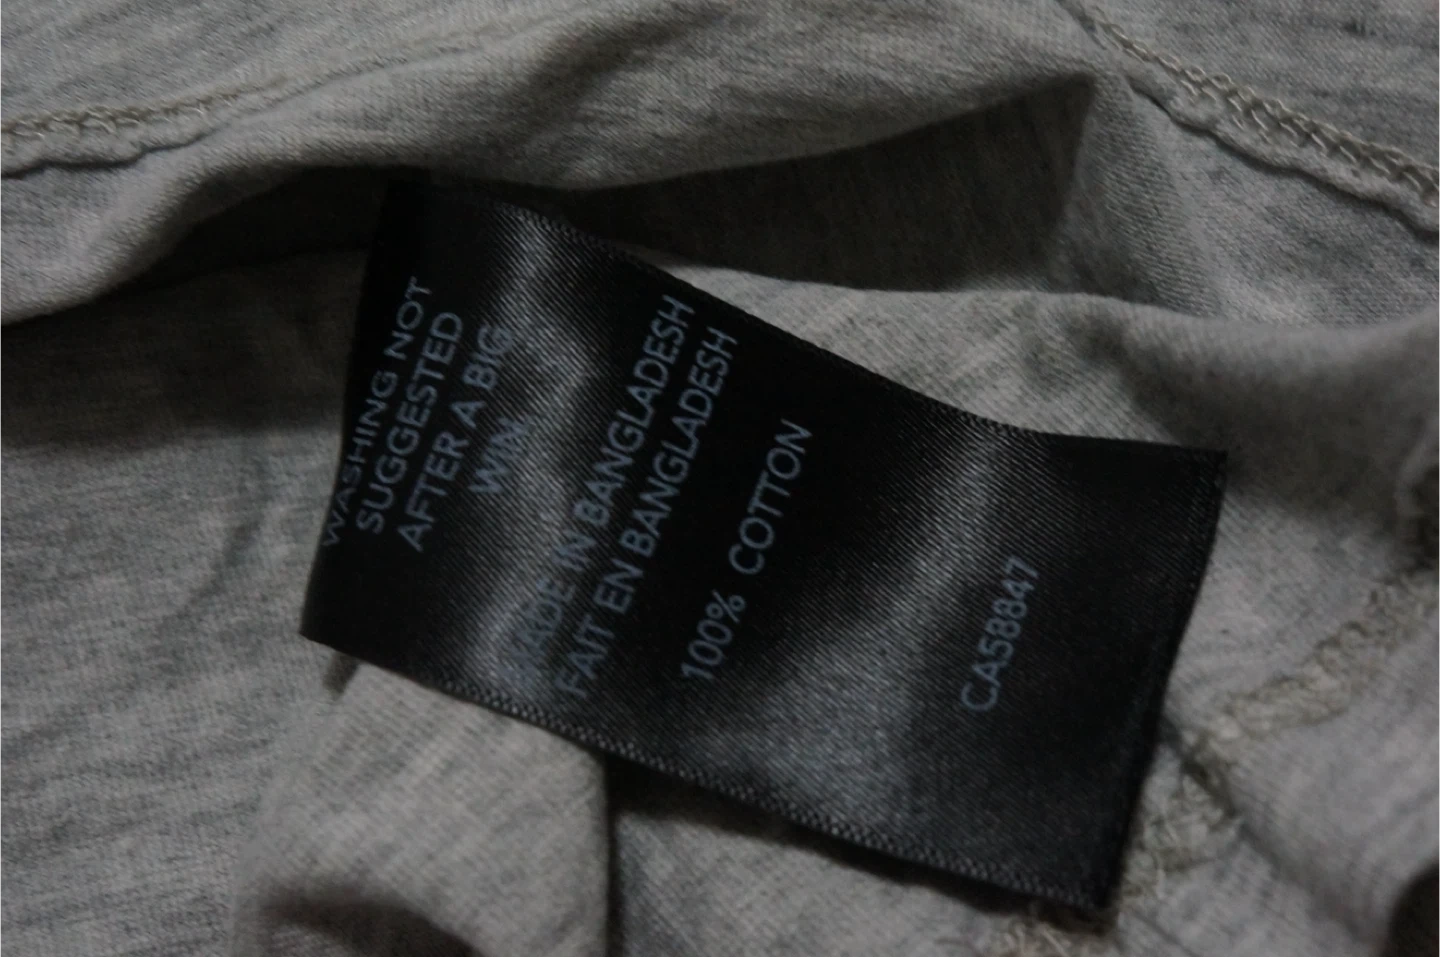 WASHING NOT
SUGGESTED
AFTER A BIG
WIN.
MADE IN BANGLADESH
FAIT EN BANGLADESH
100% COTTON
CA58847